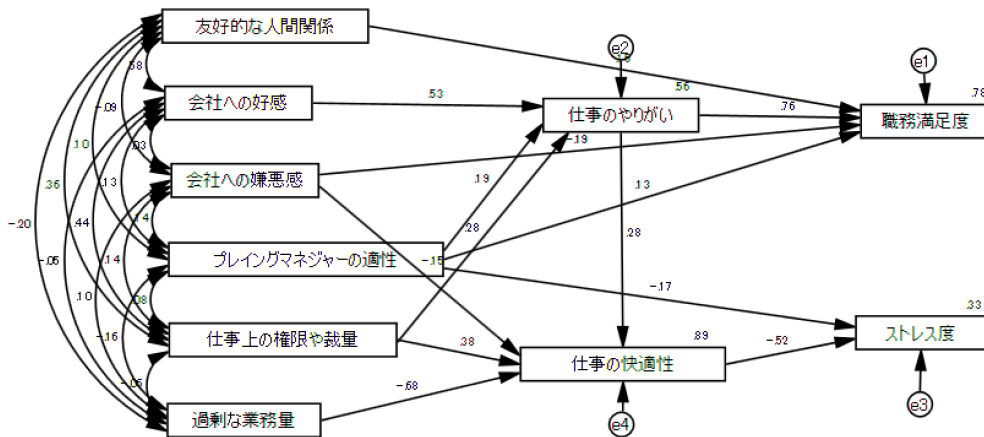 友好的な人間関係
会社への好感
会社への嫌悪感
プレイングマネジャーの適性
仕事上の権限や裁量
過剰な業務量
仕事のやりがい
仕事の快適性
職務満足度
ストレス度
e2
e1
e4
e3
.58
-.09
.10
.03
.36
.13
-.20
.44
.14
-.05
.14
.10
.08
-.16
.53
.56
.76
.78
-.19
.19
.13
.28
.28
-.15
-.17
.33
.38
.89
-.52
-.68